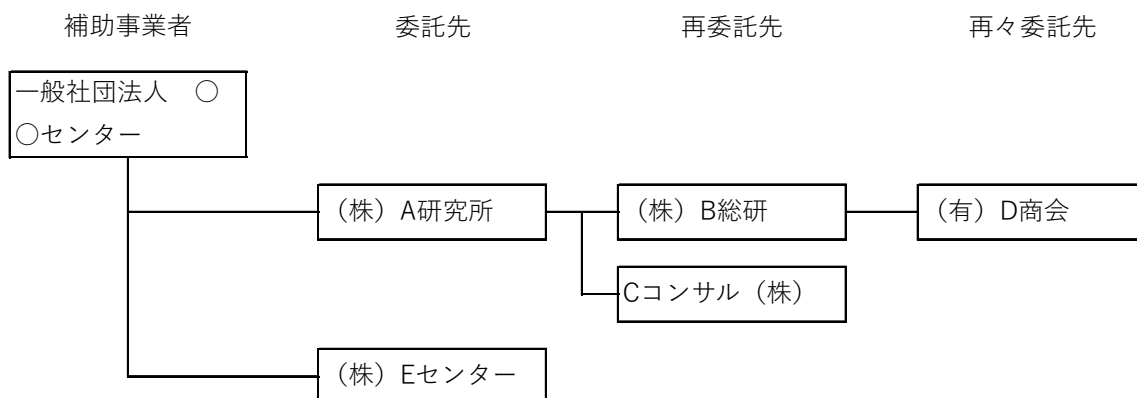 補助事業者 委託先 再委託先 再々委託先
一般社団法人　○
○センター
（株）A研究所 （株）B総研 （有）D商会
Cコンサル（株）
（株）Eセンター